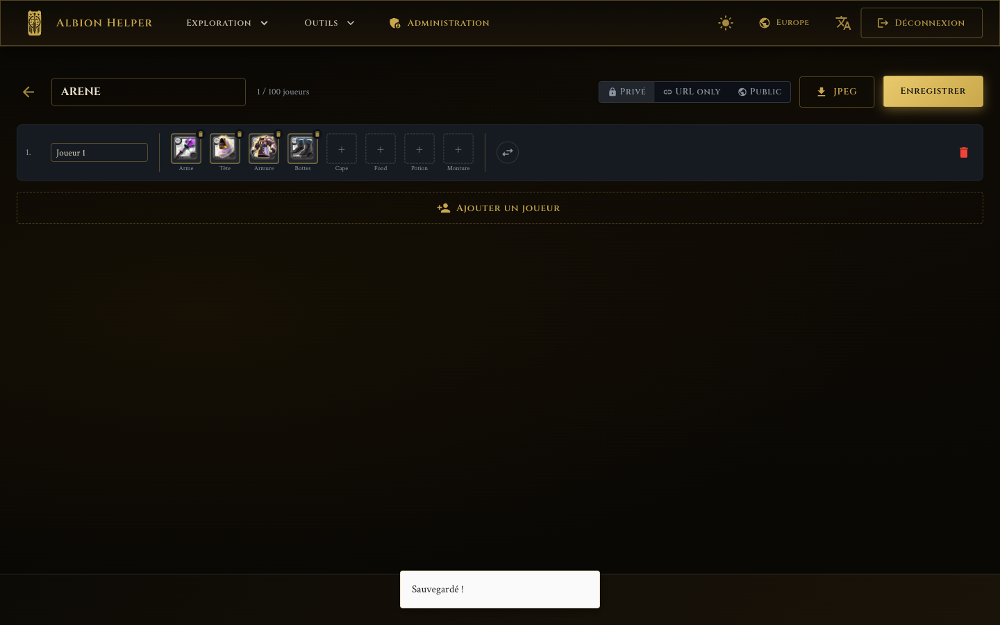 Albion Helper
Exploration
Outils
Administration
Europe
Déconnexion
ARENE
1 / 100 joueurs
Privé
URL only
Public
JPEG
Enregistrer
1.
Joueur 1
Arme
Tête
Armure
Bottes
Cape
Food
Potion
Monture
Ajouter un joueur
Sauvegardé !